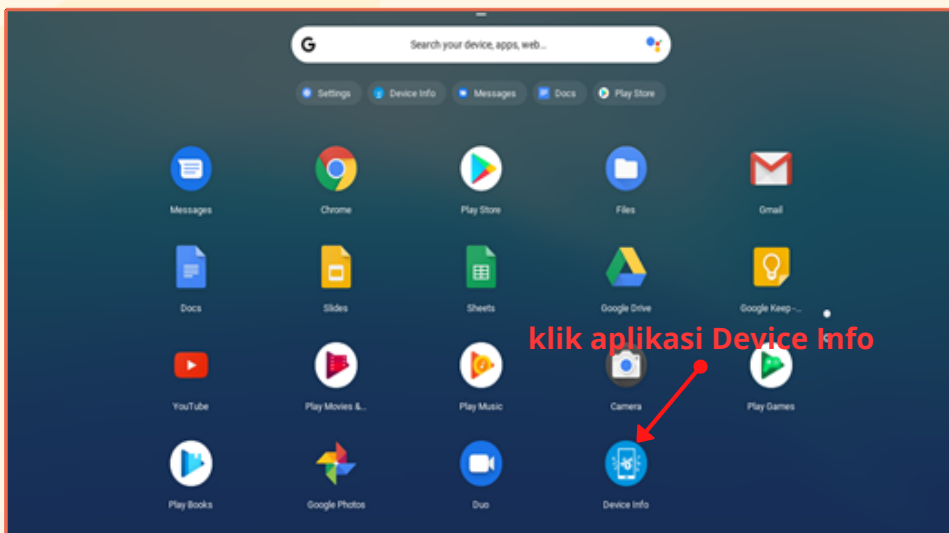 Search your device, apps, web...
Settings
Device Info
Messages
Docs
Play Store
Messages
Chrome
Play Store
Files
Gmail
Docs
Slides
Sheets
Google Drive
Google Keep -...
klik aplikasi Device Info
YouTube
Play Movies &...
Play Music
Camera
Play Games
Play Books
Google Photos
Duo
Device Info